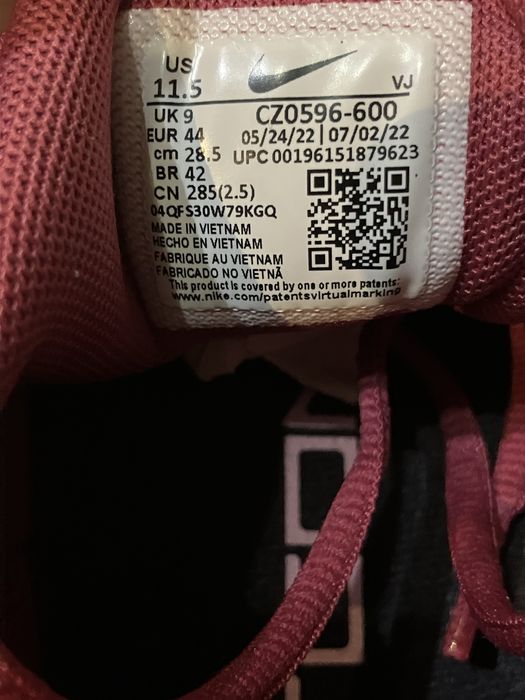 US
11.5
VJ
UK 9
CZ0596-600
EUR 44
05/24/22 | 07/02/22
cm 28.5
UPC 00196151879623
BR 42
CN 285(2.5)
04QFS30W79KGQ
MADE IN VIETNAM
HECHO EN VIETNAM
FABRIQUE AU VIETNAM
FABRICADO NO VIETNÃ
This product is covered by one or more patents:
www.nike.com/patentsvirtualmarking